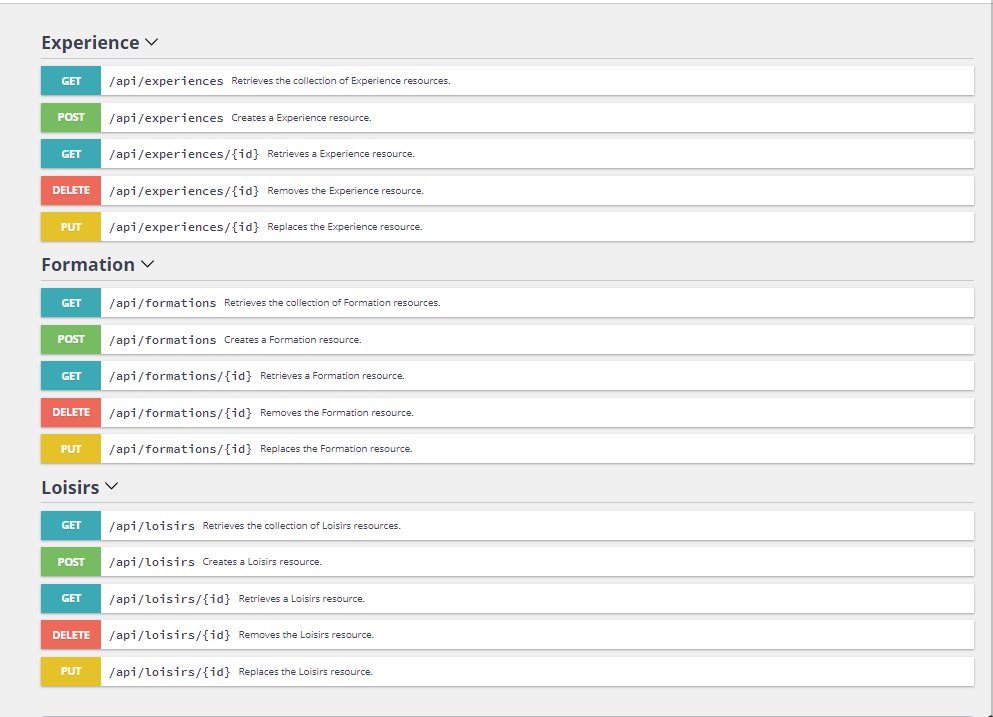 Experience
GET /api/experiences Retrieves the collection of Experience resources.
POST /api/experiences Creates a Experience resource.
GET /api/experiences/{id} Retrieves a Experience resource.
DELETE /api/experiences/{id} Removes the Experience resource.
PUT /api/experiences/{id} Replaces the Experience resource.
Formation
GET /api/formations Retrieves the collection of Formation resources.
POST /api/formations Creates a Formation resource.
GET /api/formations/{id} Retrieves a Formation resource.
DELETE /api/formations/{id} Removes the Formation resource.
PUT /api/formations/{id} Replaces the Formation resource.
Loisirs
GET /api/loisirs Retrieves the collection of Loisirs resources.
POST /api/loisirs Creates a Loisirs resource.
GET /api/loisirs/{id} Retrieves a Loisirs resource.
DELETE /api/loisirs/{id} Removes the Loisirs resource.
PUT /api/loisirs/{id} Replaces the Loisirs resource.